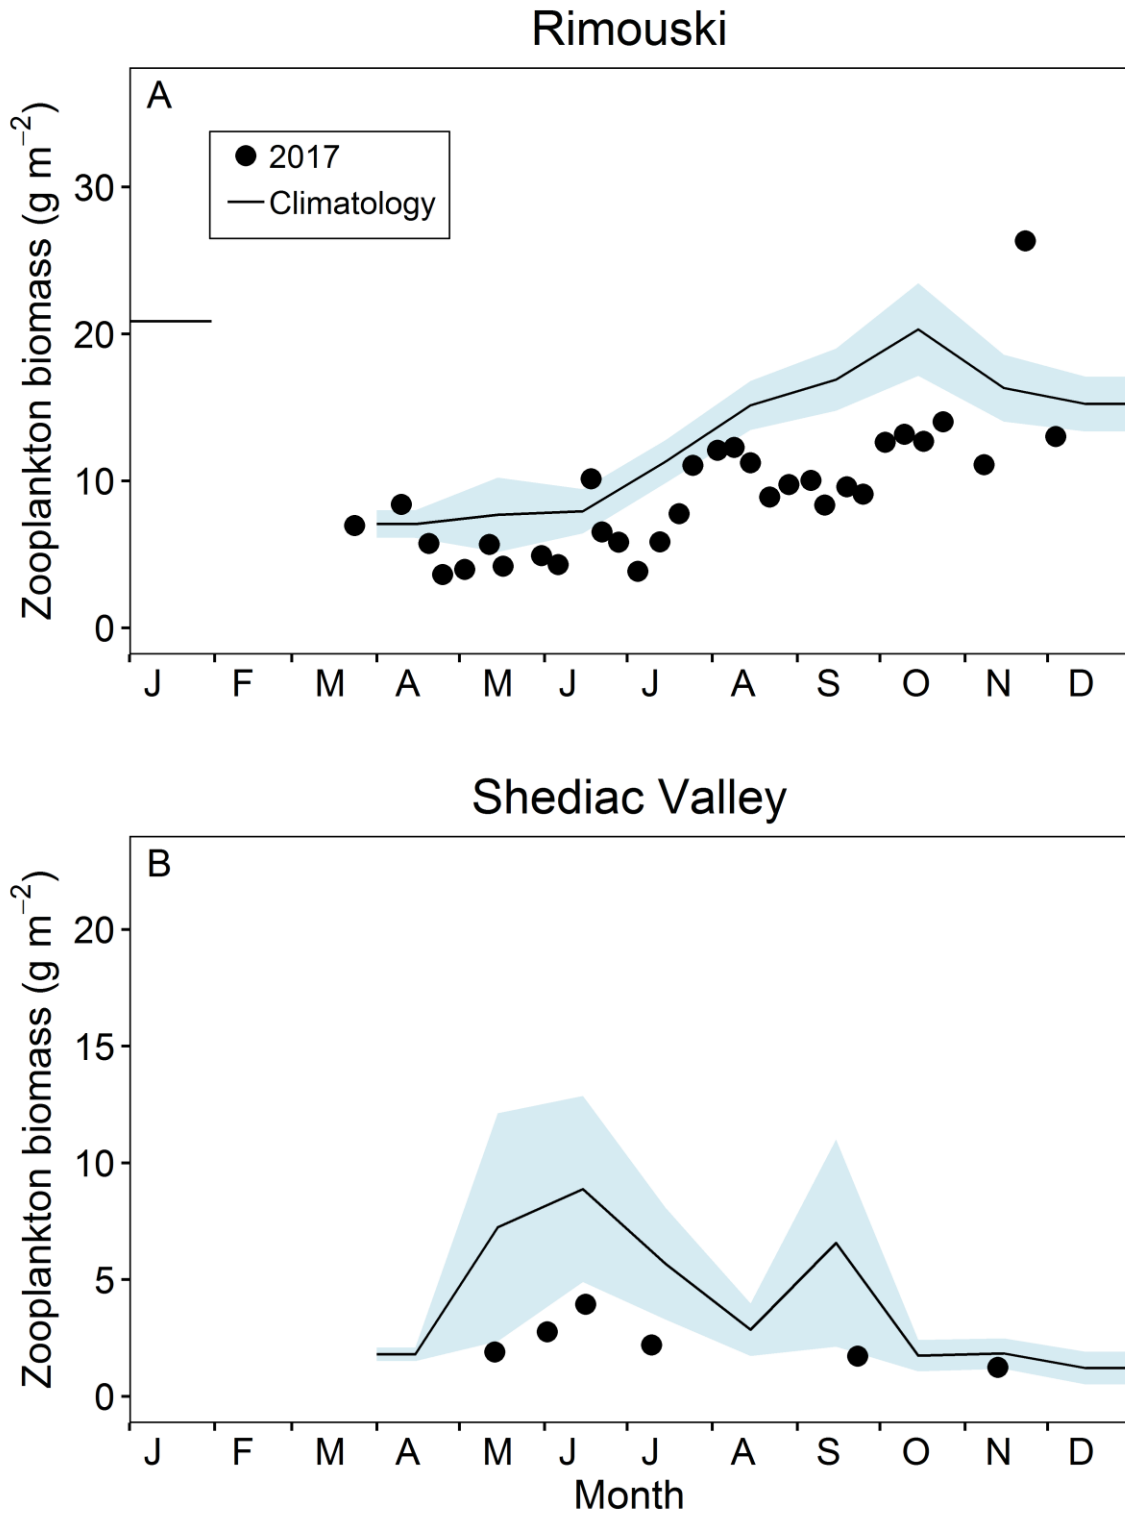 Rimouski
A
2017
Climatology
Zooplankton biomass (g m⁻²)
30
20
10
0
J F M A M J J A S O N D
Shediac Valley
B
Zooplankton biomass (g m⁻²)
20
15
10
5
0
J F M A M J J A S O N D
Month